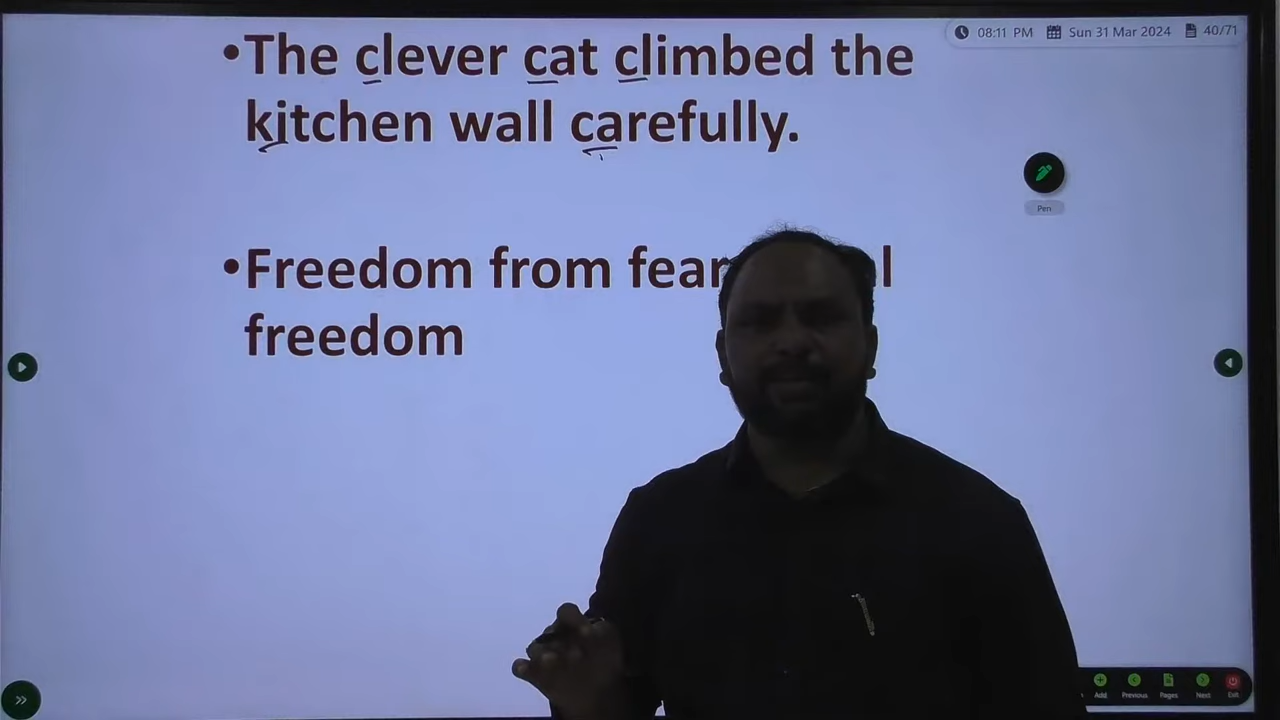 08:11 PM Sun 31 Mar 2024 40/71
•The clever cat climbed the
kitchen wall carefully.
Pen
•Freedom from fear
freedom
Add Previous Pages Next Exit